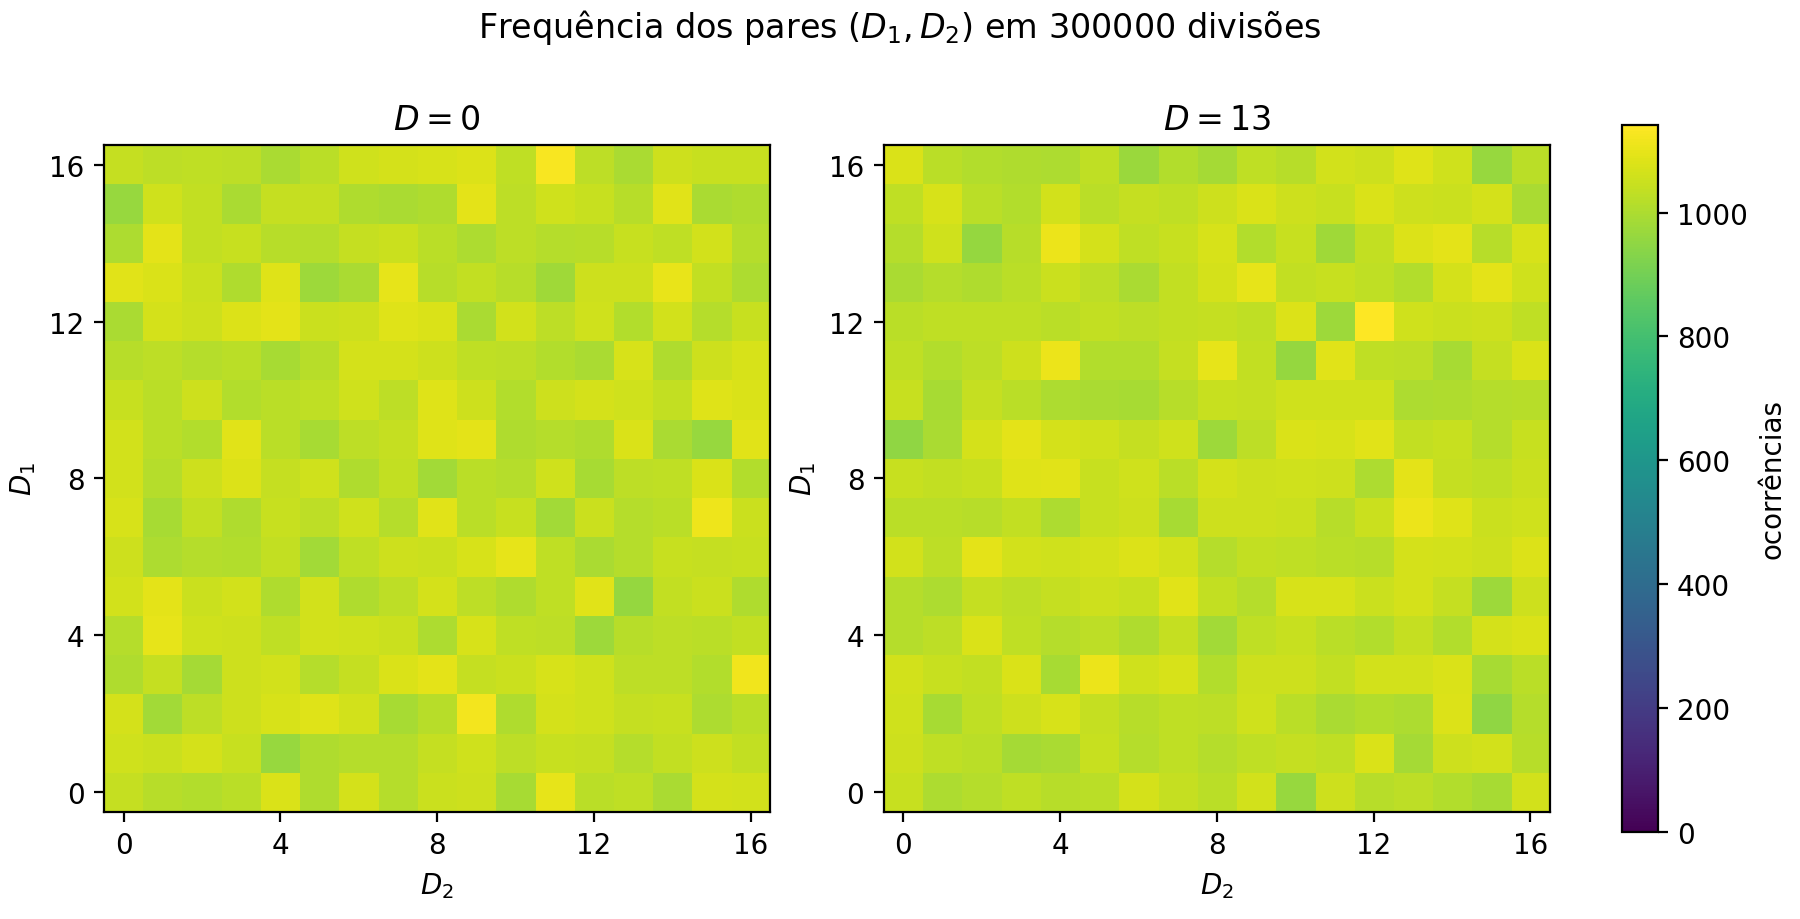 Frequência dos pares (D₁, D₂) em 300000 divisões
D = 0
D₁
16
12
8
4
0
0 4 8 12 16
D₂
D = 13
D₁
16
12
8
4
0
0 4 8 12 16
D₂
1000
800
600
400
200
0
ocorrências